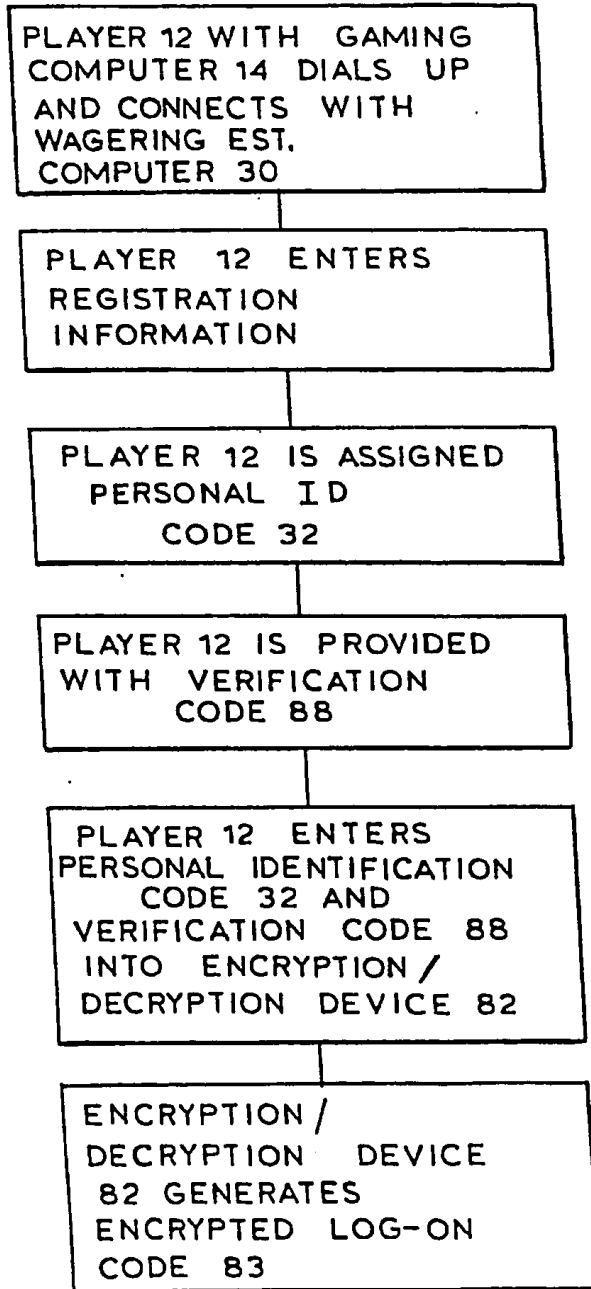 PLAYER 12 WITH GAMING
COMPUTER 14 DIALS UP
AND CONNECTS WITH
WAGERING EST.
COMPUTER 30
PLAYER 12 ENTERS
REGISTRATION
INFORMATION
PLAYER 12 IS ASSIGNED
PERSONAL ID
CODE 32
PLAYER 12 IS PROVIDED
WITH VERIFICATION
CODE 88
PLAYER 12 ENTERS
PERSONAL IDENTIFICATION
CODE 32 AND
VERIFICATION CODE 88
INTO ENCRYPTION/
DECRYPTION DEVICE 82
ENCRYPTION/
DECRYPTION DEVICE
82 GENERATES
ENCRYPTED LOG-ON
CODE 83